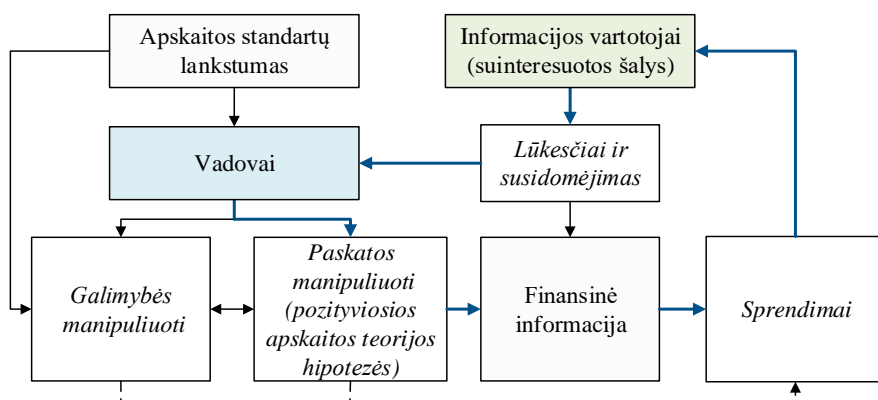 Apskaitos standartų
lankstumas
Informacijos vartotojai
(suinteresuotos šalys)
Vadovai
Lūkesčiai ir
susidomėjimas
Galimybės
manipuliuoti
Paskatos
manipuliuoti
(pozityviosios
apskaitos teorijos
hipotezės)
Finansinė
informacija
Sprendimai